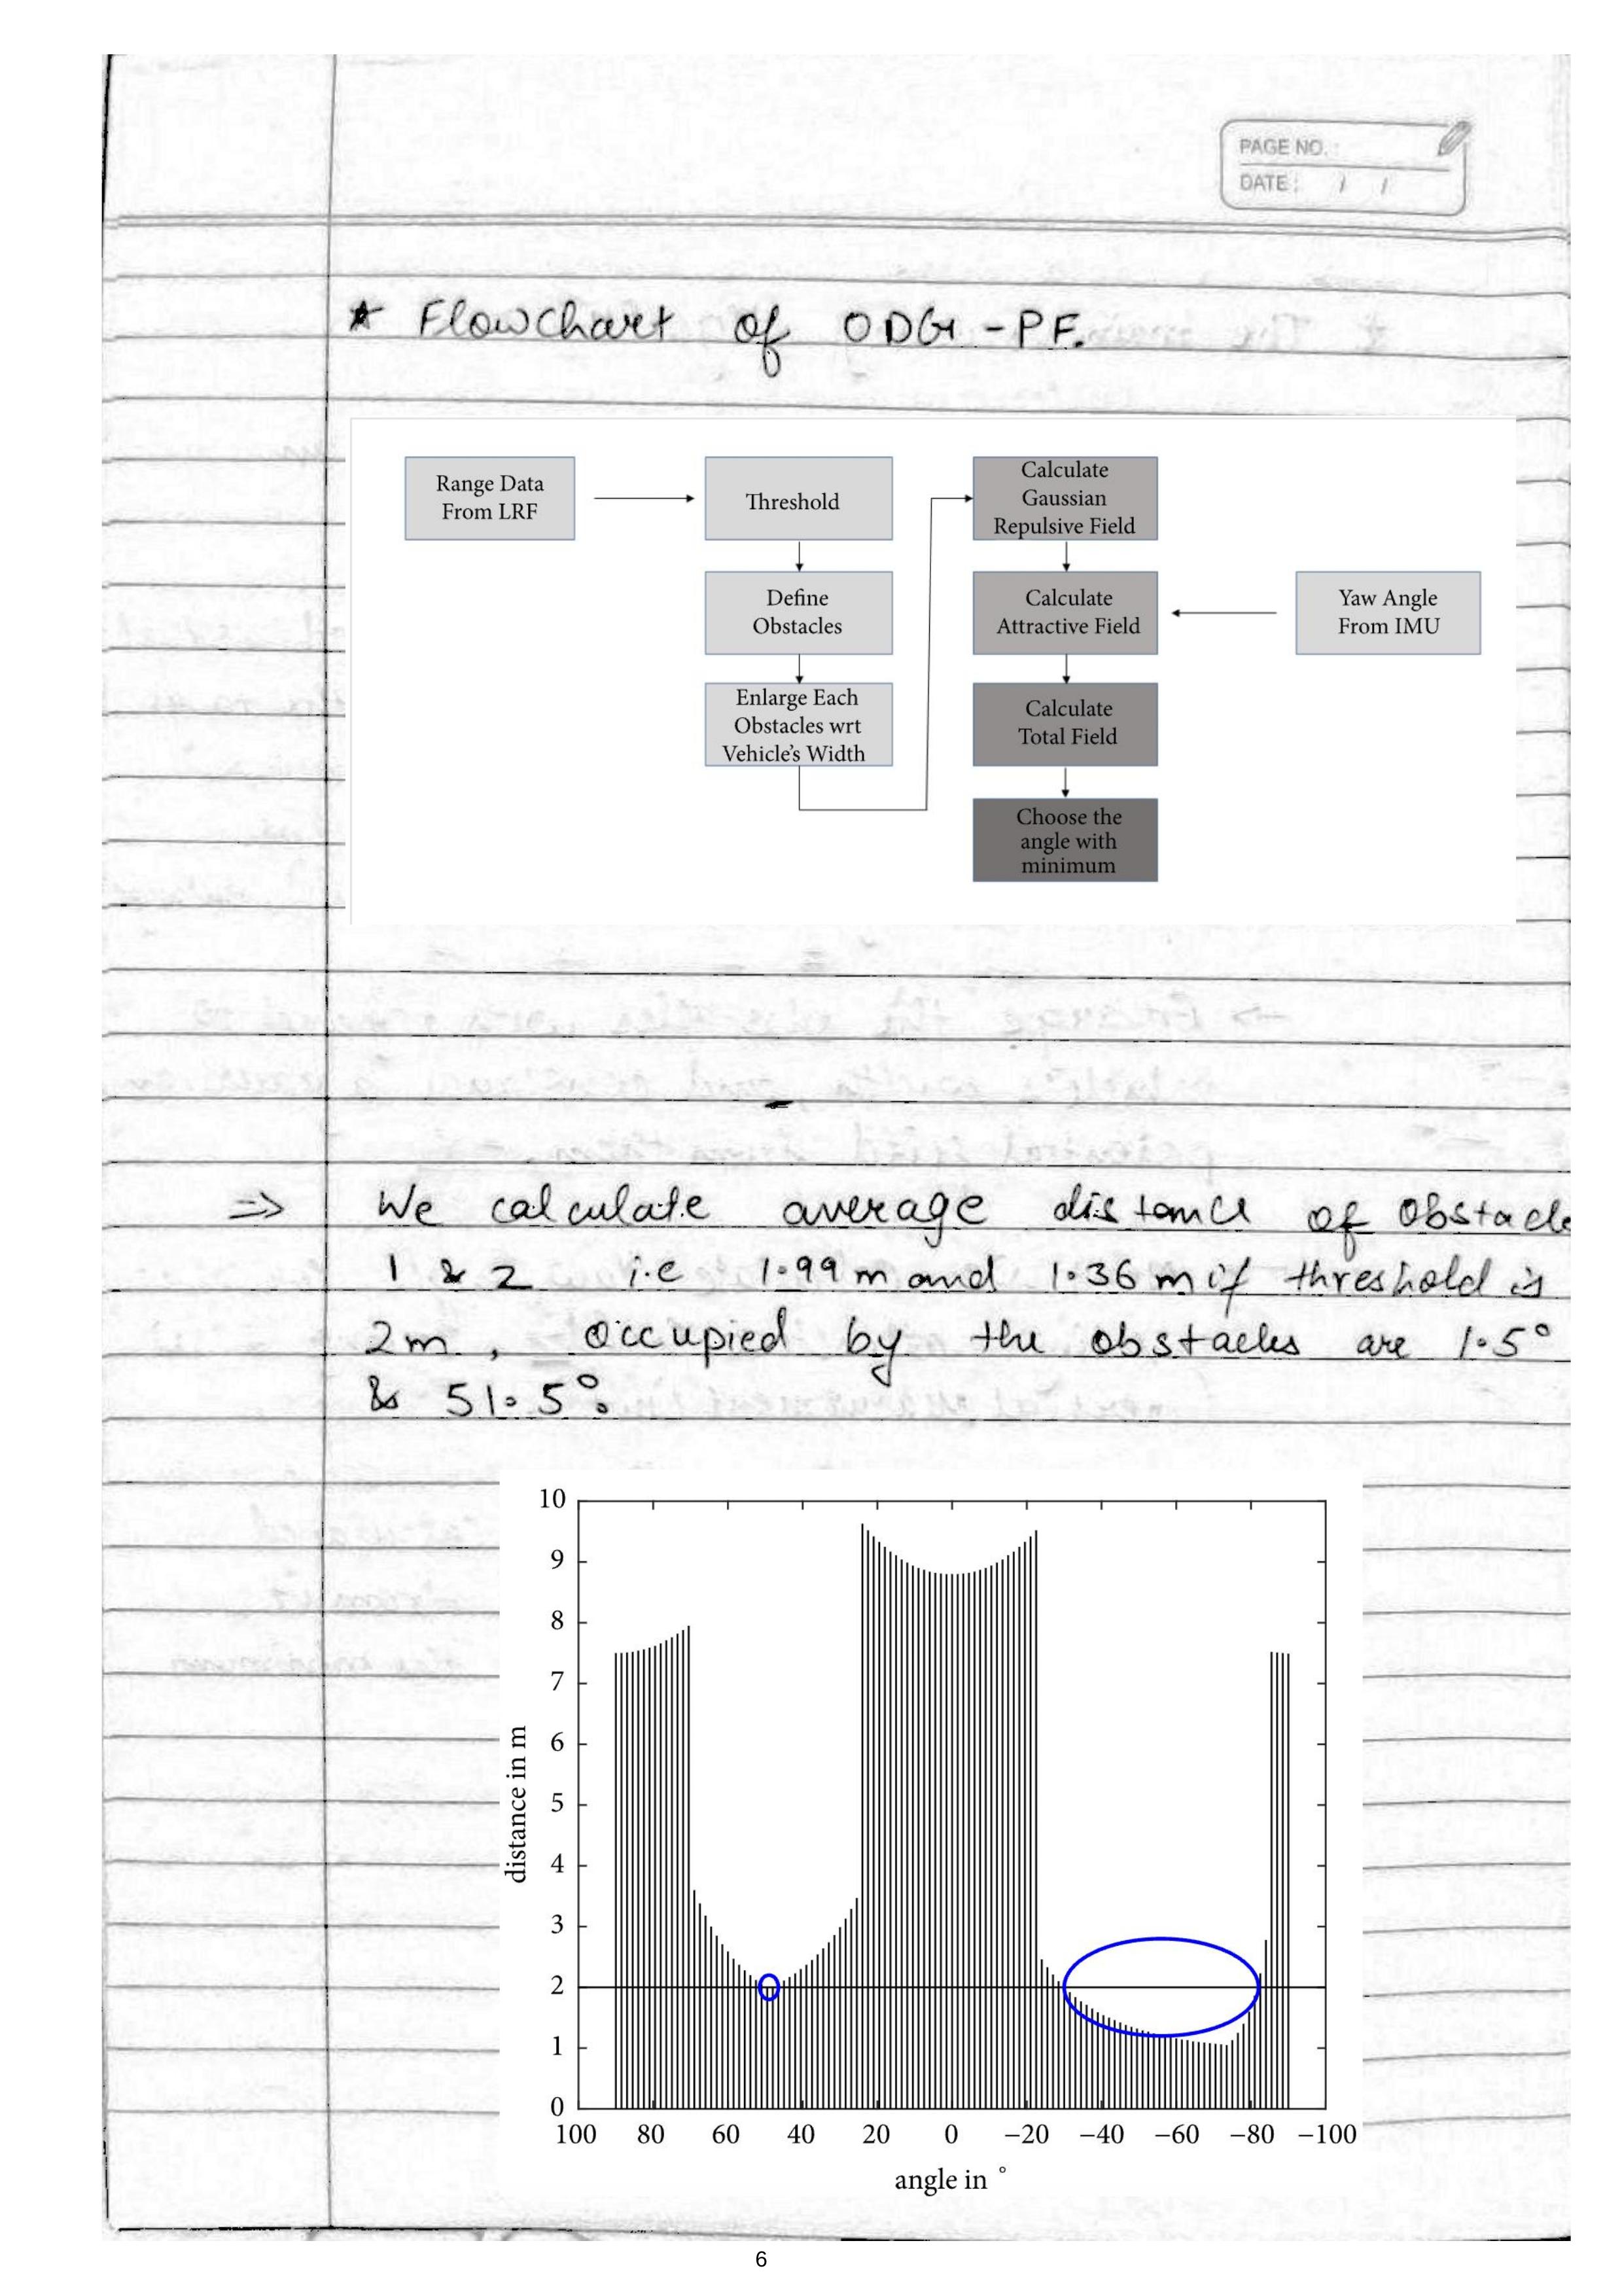 PAGE NO. :
DATE : / /
* Flowchart of ODG-PF.
Range Data
From LRF
Threshold
Define
Obstacles
Enlarge Each
Obstacles wrt
Vehicle's Width
Calculate
Gaussian
Repulsive Field
Calculate
Attractive Field
Yaw Angle
From IMU
Calculate
Total Field
Choose the
angle with
minimum
⇒ We calculate average distance of obstacle
1 & 2 i.e 1.99 m and 1.36 m if threshold is
2m , occupied by the obstacles are 1.5°
& 51.5°.
10
9
8
7
6
5
4
3
2
1
0
distance in m
100 80 60 40 20 0 −20 −40 −60 −80 −100
angle in °
6